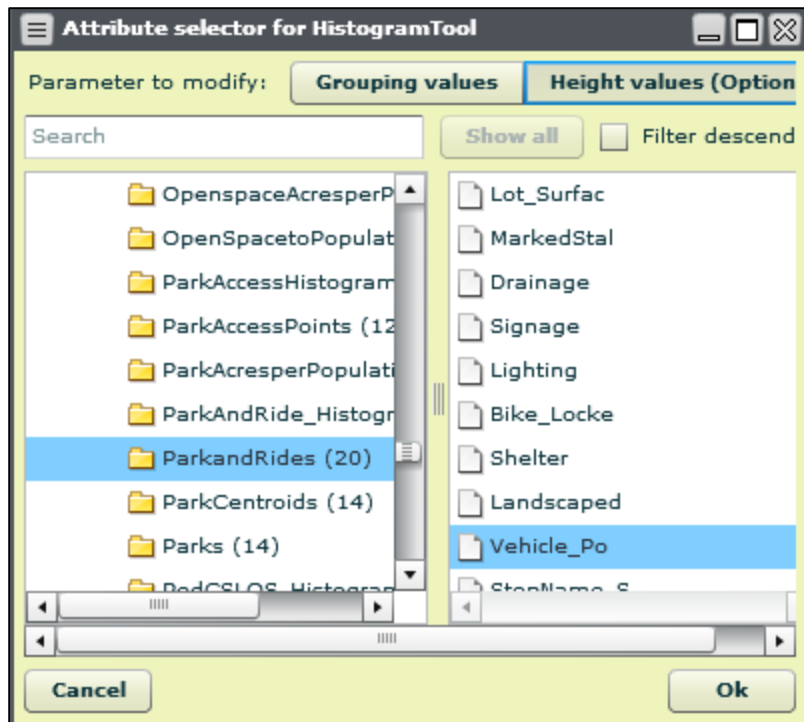 Attribute selector for HistogramTool
Parameter to modify: Grouping values Height values (Option
Search Show all Filter descend
OpenspaceAcresperP
OpenSpacetoPopulat
ParkAccessHistogram
ParkAccessPoints (12
ParkAcresperPopulati
ParkAndRide_Histogr
ParkandRides (20)
ParkCentroids (14)
Parks (14)
PedCSLOS_Histogram
Lot_Surfac
MarkedStal
Drainage
Signage
Lighting
Bike_Locke
Shelter
Landscaped
Vehicle_Po
StopName_S
Cancel Ok